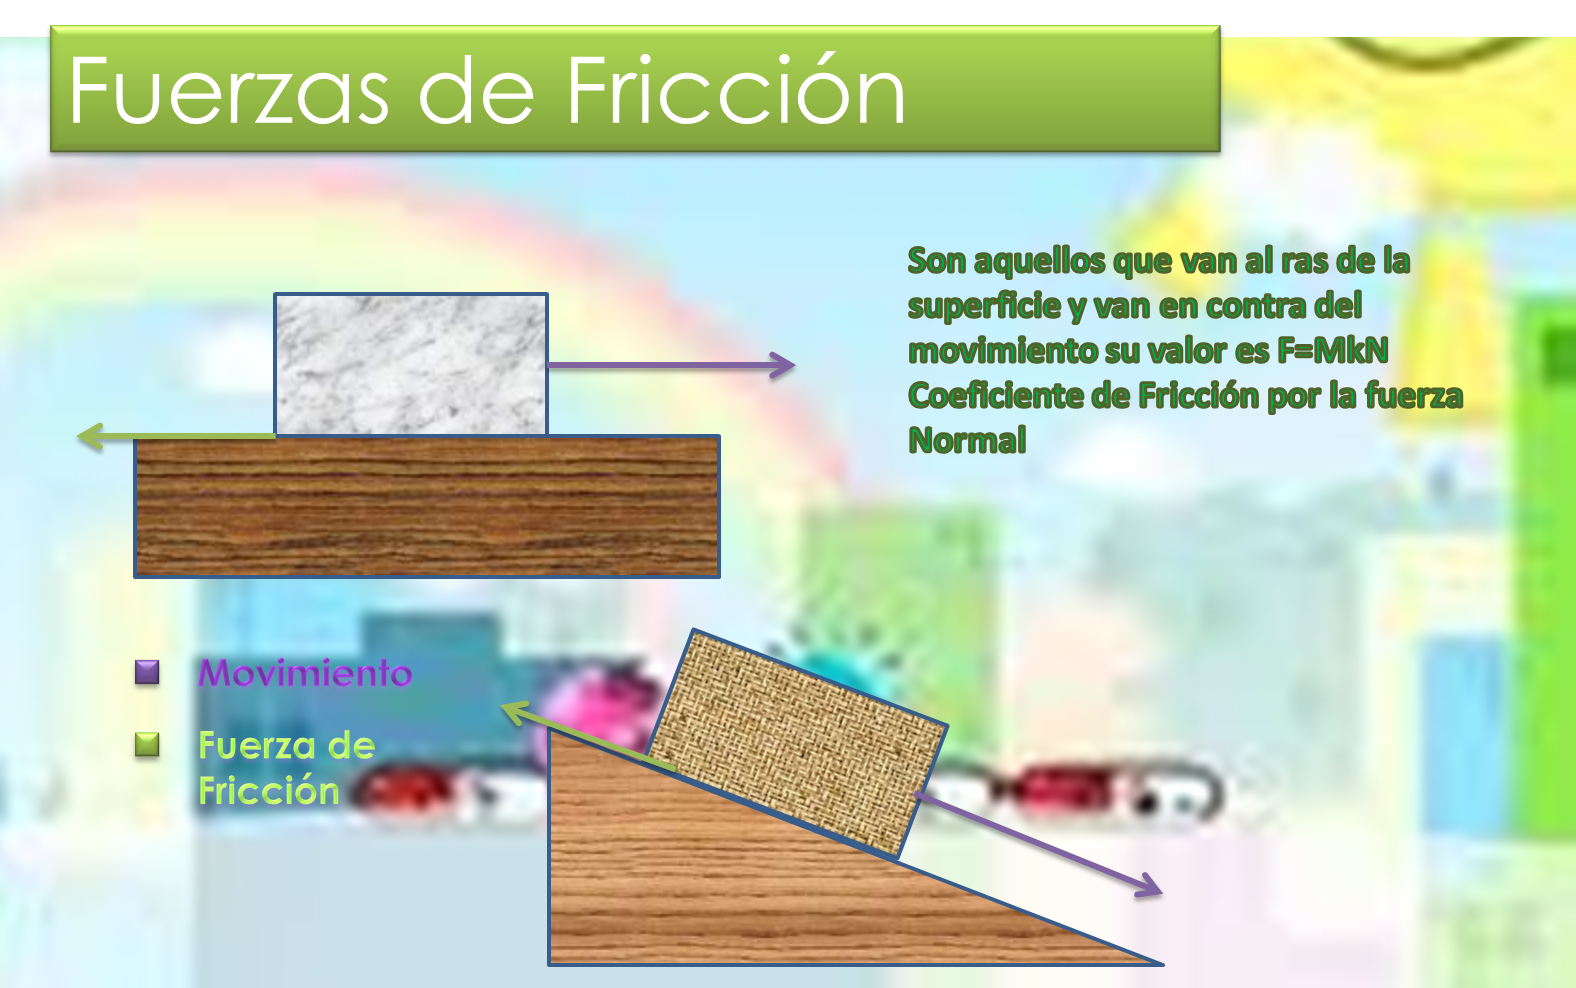 Fuerzas de Fricción
Son aquellos que van al ras de la
superficie y van en contra del
movimiento su valor es F=MkN
Coeficiente de Fricción por la fuerza
Normal
Movimiento
Fuerza de
Fricción